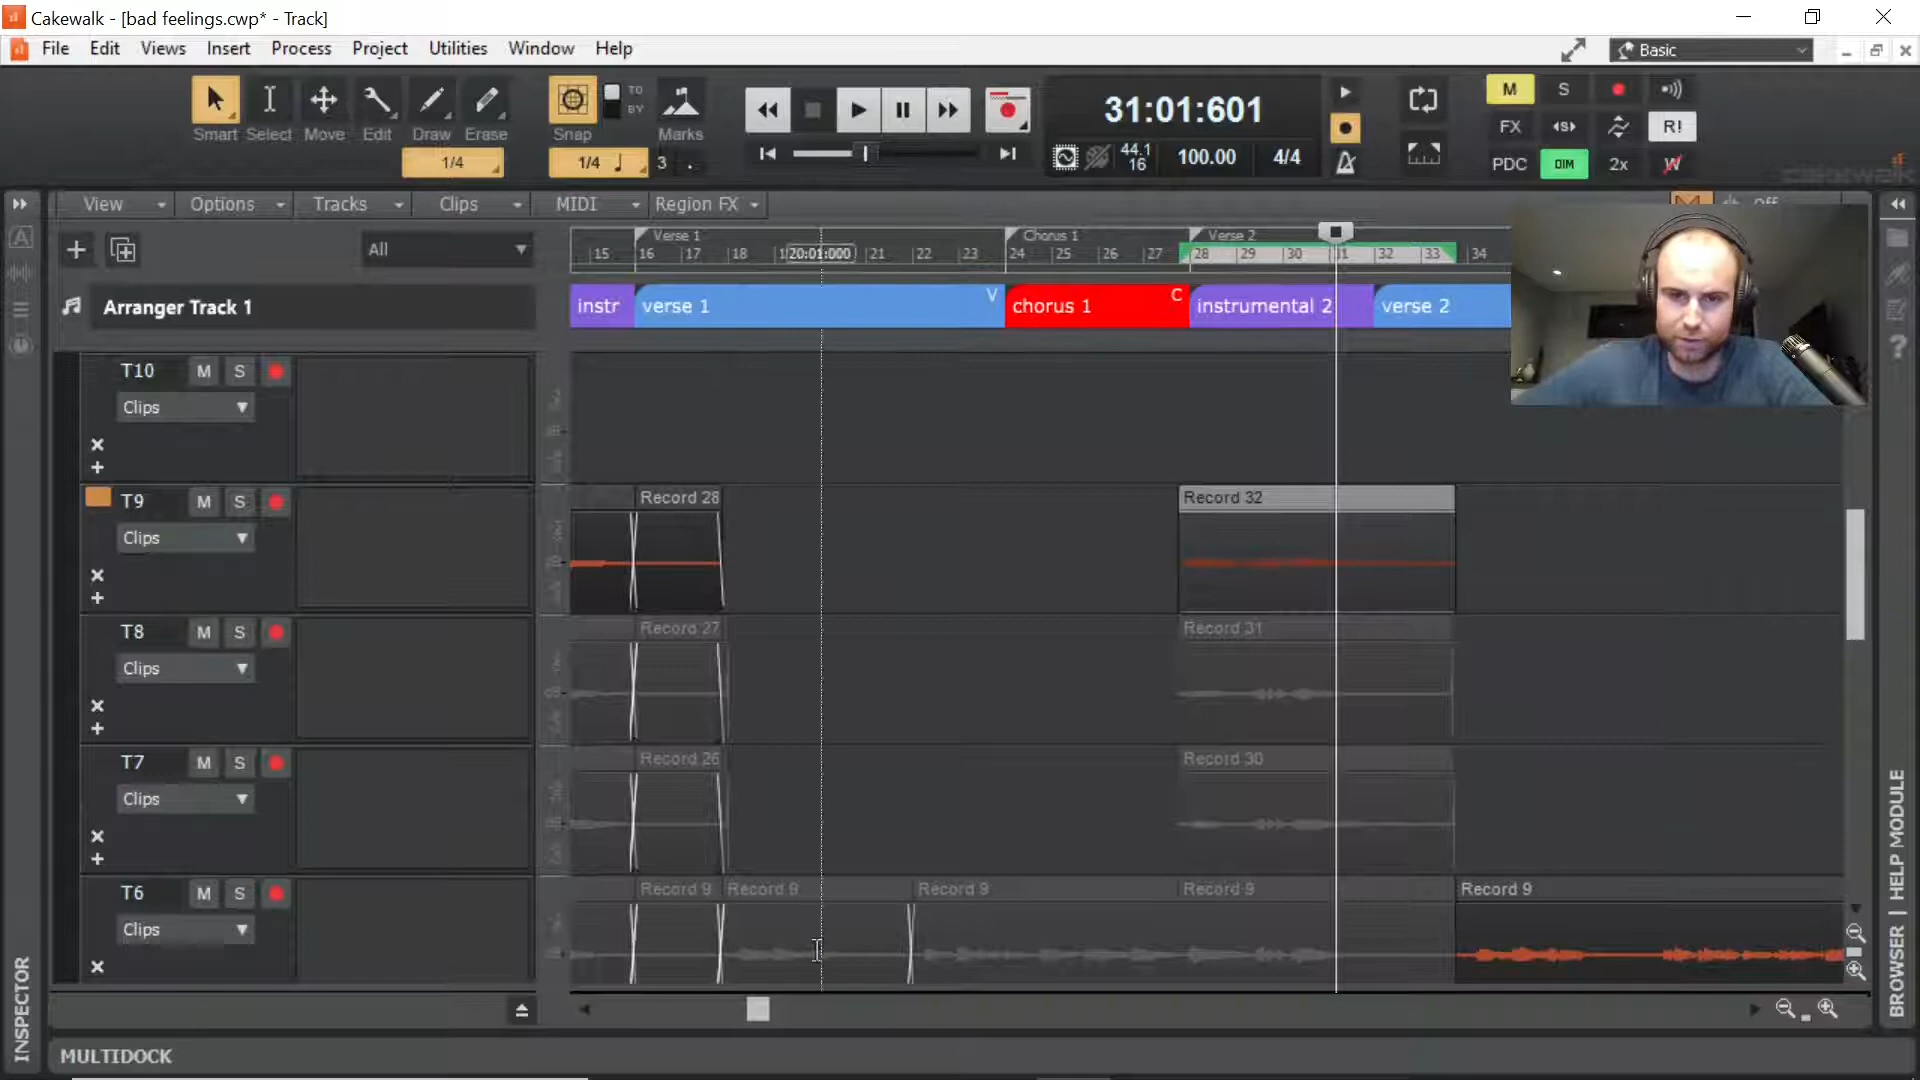 Cakewalk - [bad feelings.cwp* - Track]
File Edit Views Insert Process Project Utilities Window Help
Basic
Smart Select Move Edit Draw Erase Snap Marks
TO
BY
1/4
1/4 3
31:01:601
44.1
16
100.00 4/4
M S
FX R!
PDC DIM 2x W
cakewalk
View Options Tracks Clips MIDI Region FX
Off
All
Verse 1 Chorus 1 Verse 2
15 16 17 18 20:01:000 21 22 23 24 25 26 27 28 29 30 31 32 33 34
Arranger Track 1
instr verse 1 V chorus 1 C instrumental 2 verse 2
T10 M S
Clips
T9 M S
Clips
Record 28 Record 32
T8 M S
Clips
Record 27 Record 31
T7 M S
Clips
Record 26 Record 30
T6 M S
Clips
Record 9 Record 9 Record 9 Record 9 Record 9
INSPECTOR
BROWSER | HELP MODULE
MULTIDOCK